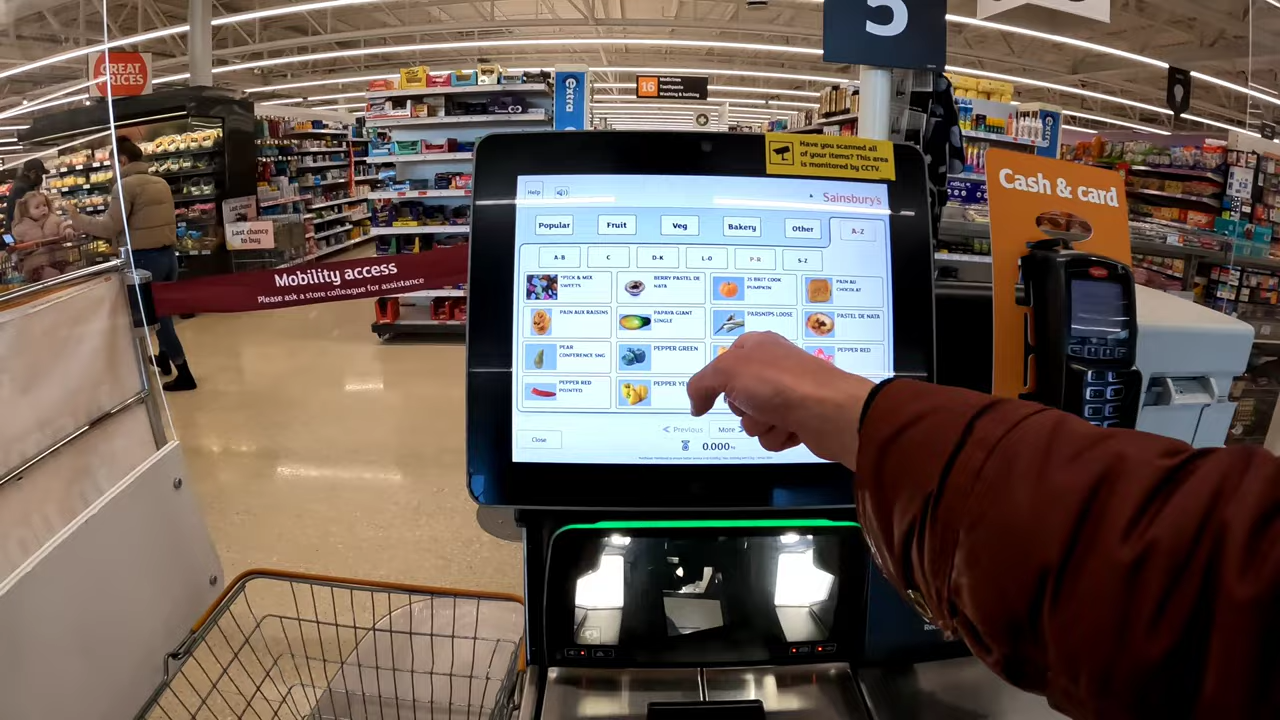 5
GREAT
PRICES
extra
16
Medicines
Toothpaste
Washing & bathing
Have you scanned all
of your items? This area
is monitored by CCTV.
Cash & card
Last chance
to buy
Mobility access
Please ask a store colleague for assistance
Help
Sainsbury's
Popular
Fruit
Veg
Bakery
Other
A-Z
A-B
C
D-K
L-O
P-R
S-Z
*PICK & MIX
SWEETS
BERRY PASTEL DE
NATA
JS BRIT COOK
PUMPKIN
PAIN AU
CHOCOLAT
PAIN AUX RAISINS
PAPAYA GIANT
SINGLE
PARSNIPS LOOSE
PASTEL DE NATA
PEAR
CONFERENCE SNG
PEPPER GREEN
PEPPER RED
PEPPER RED
POINTED
PEPPER
Previous
More
Close
0.000